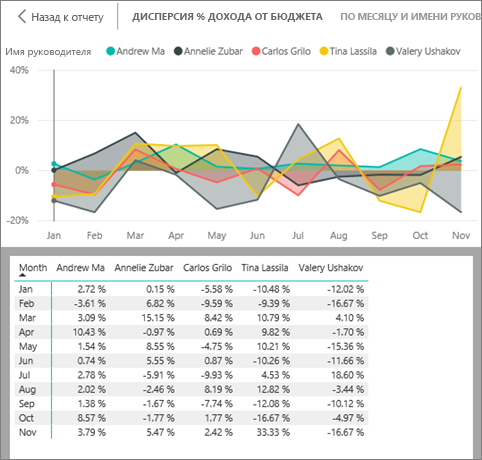 Назад к отчету
ДИСПЕРСИЯ % ДОХОДА ОТ БЮДЖЕТА
ПО МЕСЯЦУ И ИМЕНИ РУКОВ
Имя руководителя Andrew Ma Annelie Zubar Carlos Grilo Tina Lassila Valery Ushakov
40%
20%
0%
-20%
Jan Feb Mar Apr May Jun Jul Aug Sep Oct Nov
Month Andrew Ma Annelie Zubar Carlos Grilo Tina Lassila Valery Ushakov
Jan 2.72 % 0.15 % -5.58 % -10.48 % -12.02 %
Feb -3.61 % 6.82 % -9.59 % -9.39 % -16.67 %
Mar 3.09 % 15.15 % 8.42 % 10.79 % 4.10 %
Apr 10.43 % -0.97 % 0.69 % 9.82 % -1.70 %
May 1.54 % 8.55 % -4.75 % 10.21 % -15.36 %
Jun 0.74 % 5.55 % 0.87 % -10.26 % -11.66 %
Jul 2.78 % -5.91 % -9.93 % 4.53 % 18.60 %
Aug 2.02 % -2.46 % 8.19 % 12.82 % -3.44 %
Sep 1.38 % -1.67 % -7.74 % -12.08 % -10.12 %
Oct 8.57 % -1.77 % 1.77 % -16.67 % -4.97 %
Nov 3.79 % 5.47 % 2.42 % 33.33 % -16.67 %